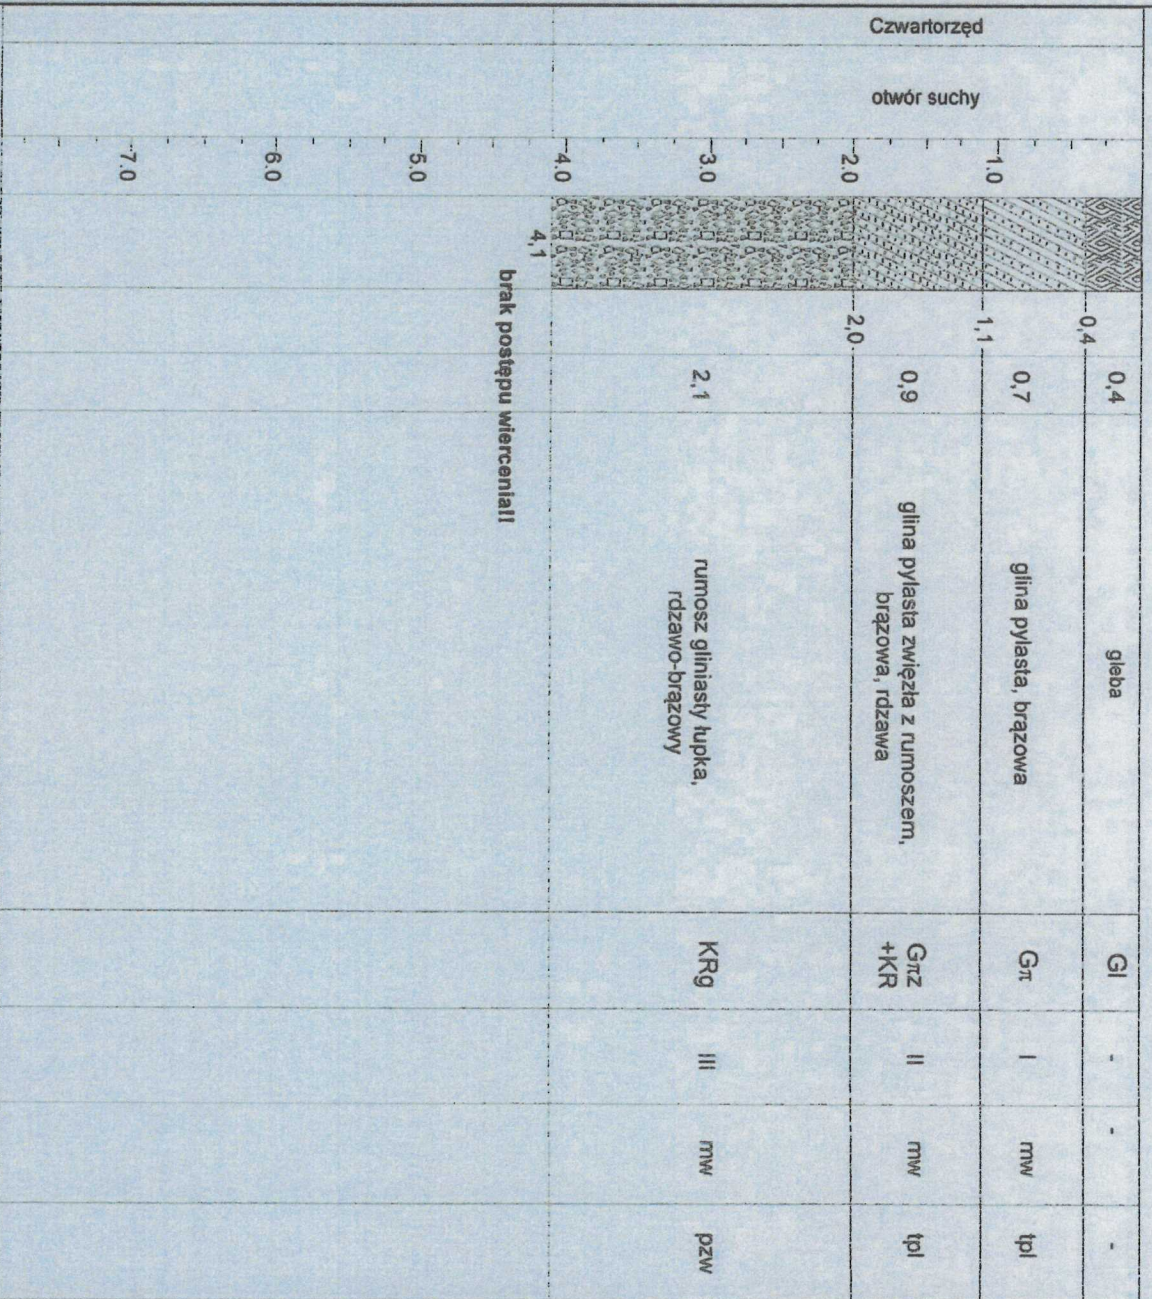 Czwartorzęd
otwór suchy
1.0
2.0
3.0
4.0
5.0
6.0
7.0
0,4
0,4
gleba
Gl
-
-
-
1,1
0,7
glina pylasta, brązowa
Gπ
I
mw
tpl
2,0
0,9
glina pylasta zwięzła z rumoszem,
brązowa, rdzawa
Gπz
+KR
II
mw
tpl
4,1
2,1
rumosz gliniasty łupka,
rdzawo-brązowy
KRg
III
mw
pzw
brak postępu wiercenia!!